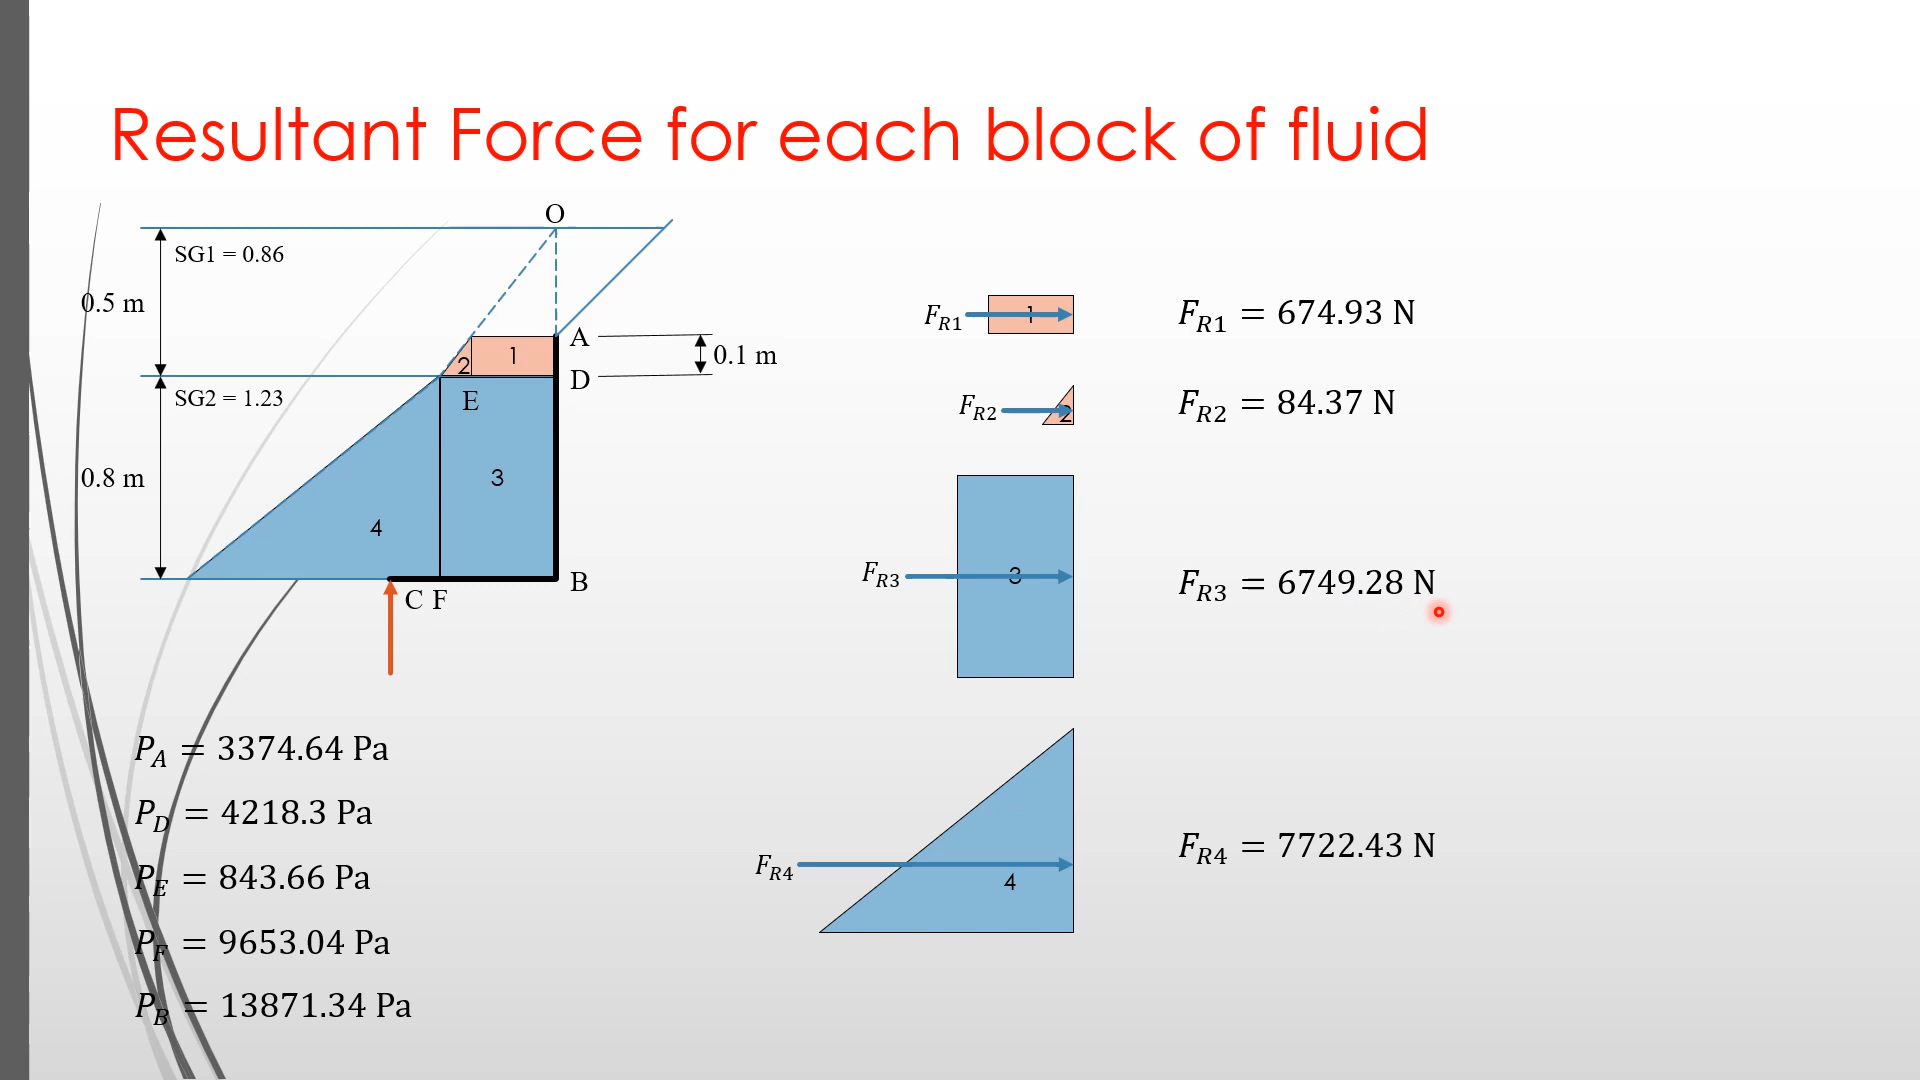 Resultant Force for each block of fluid
O
SG1 = 0.86
0.5 m
A
2
1
0.1 m
D
SG2 = 1.23
E
0.8 m
3
4
B
C F
P_A = 3374.64 Pa
P_D = 4218.3 Pa
P_E = 843.66 Pa
P_F = 9653.04 Pa
P_B = 13871.34 Pa
F_R1
1
F_R1 = 674.93 N
F_R2
2
F_R2 = 84.37 N
F_R3
3
F_R3 = 6749.28 N
F_R4
4
F_R4 = 7722.43 N